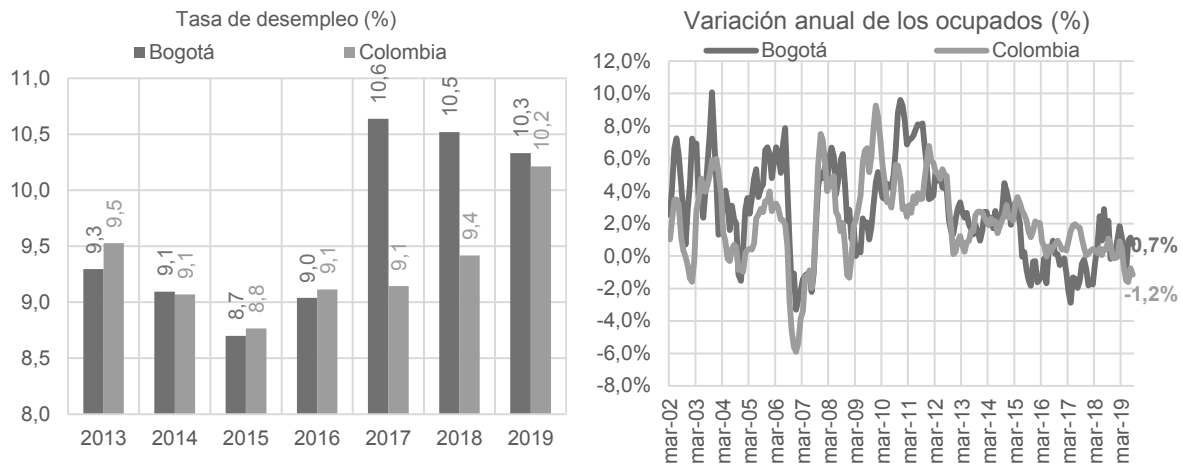 Tasa de desempleo (%)
Bogotá Colombia
11,0
10,5
10,0
9,5
9,0
8,5
8,0
9,3
9,5
9,1
9,1
8,7
8,8
9,0
9,1
10,6
9,1
10,5
9,4
10,3
10,2
2013 2014 2015 2016 2017 2018 2019
Variación anual de los ocupados (%)
Bogotá Colombia
12,0%
10,0%
8,0%
6,0%
4,0%
2,0%
0,0%
-2,0%
-4,0%
-6,0%
-8,0%
0,7%
-1,2%
mar-02
mar-03
mar-04
mar-05
mar-06
mar-07
mar-08
mar-09
mar-10
mar-11
mar-12
mar-13
mar-14
mar-15
mar-16
mar-17
mar-18
mar-19